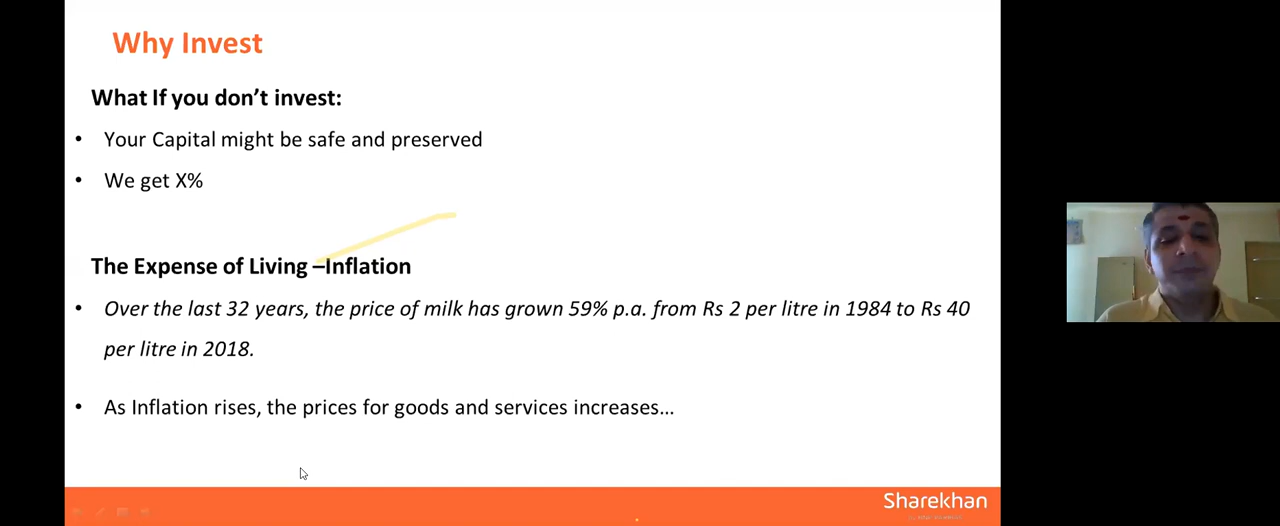 Why Invest
What If you don’t invest:
• Your Capital might be safe and preserved
• We get X%
The Expense of Living –Inflation
• Over the last 32 years, the price of milk has grown 59% p.a. from Rs 2 per litre in 1984 to Rs 40
per litre in 2018.
• As Inflation rises, the prices for goods and services increases…
Sharekhan